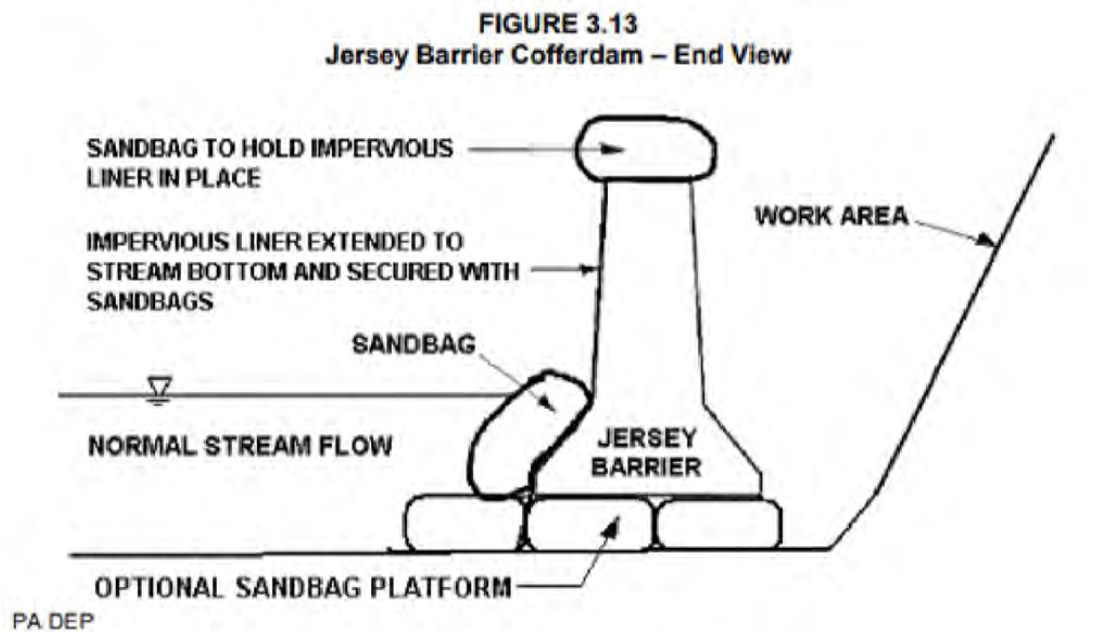 FIGURE 3.13
Jersey Barrier Cofferdam – End View
SANDBAG TO HOLD IMPERVIOUS
LINER IN PLACE
WORK AREA
IMPERVIOUS LINER EXTENDED TO
STREAM BOTTOM AND SECURED WITH
SANDBAGS
SANDBAG
NORMAL STREAM FLOW
JERSEY
BARRIER
OPTIONAL SANDBAG PLATFORM
PA DEP